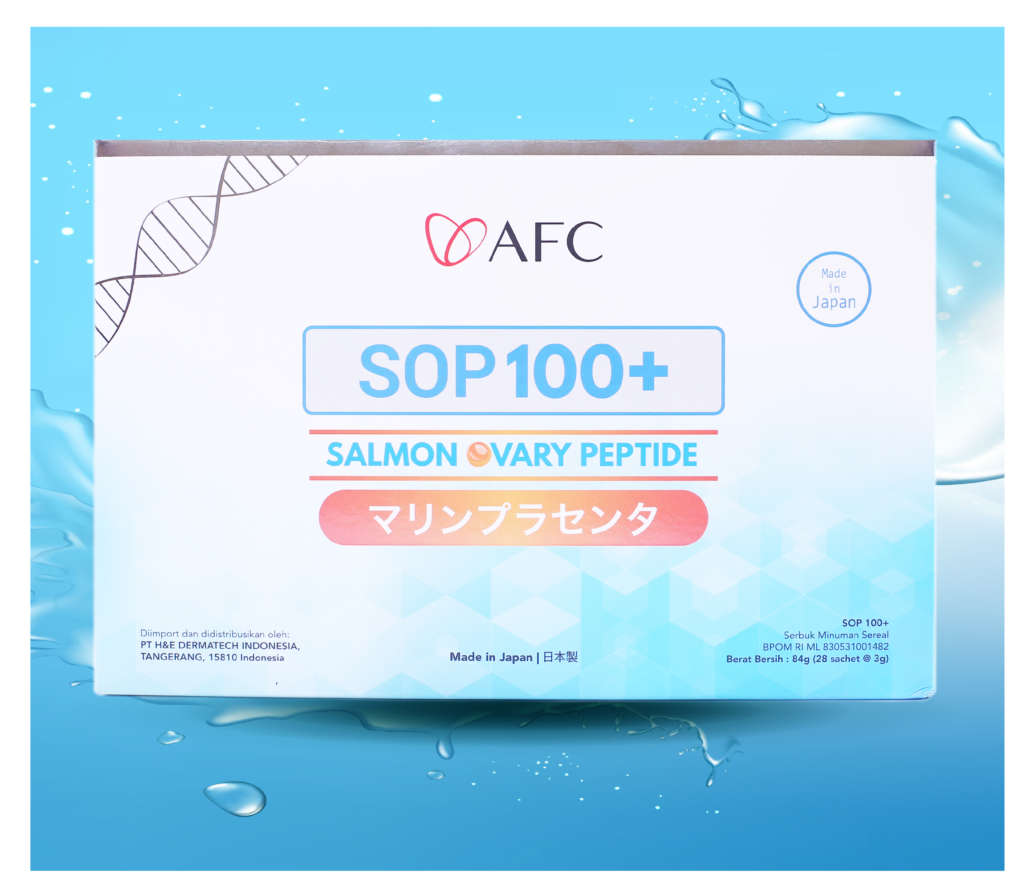 AFC
Made
in
Japan
SOP 100+
SALMON OVARY PEPTIDE
マリンプラセンタ
Diimport dan didistribusikan oleh:
PT H&E DERMATECH INDONESIA,
TANGERANG, 15810 Indonesia
Made in Japan | 日本製
SOP 100+
Serbuk Minuman Sereal
BPOM RI ML 830531001482
Berat Bersih : 84g (28 sachet @ 3g)